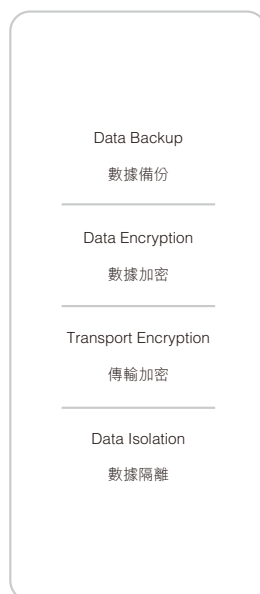 Data Backup
數據備份
Data Encryption
數據加密
Transport Encryption
傳輸加密
Data Isolation
數據隔離